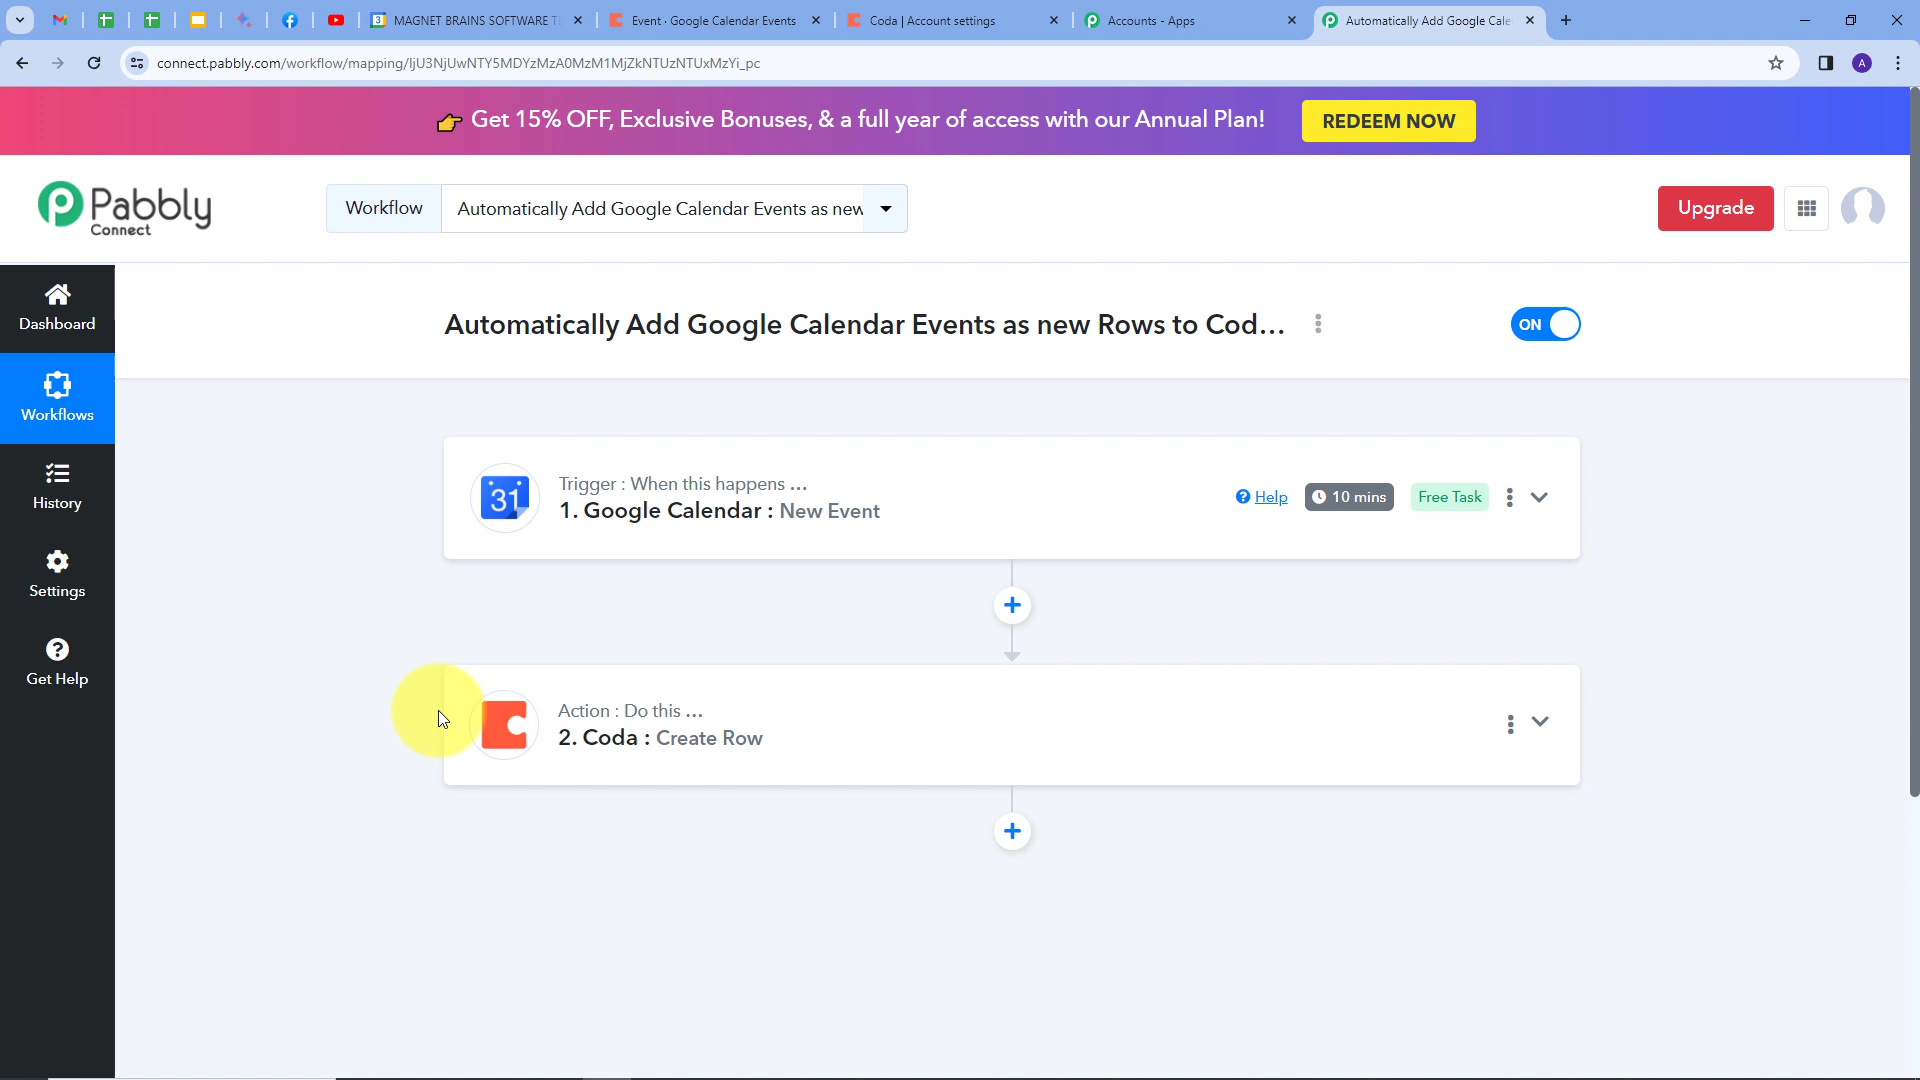 MAGNET BRAINS SOFTWARE T
Event · Google Calendar Events
Coda | Account settings
Accounts - Apps
Automatically Add Google Cale
connect.pabbly.com/workflow/mapping/IjU3NjUwNTY5MDYzMzA0MzM1MjZkNTUzNTUxMzYi_pc
A
👉 Get 15% OFF, Exclusive Bonuses, & a full year of access with our Annual Plan!
REDEEM NOW
Pabbly
Connect
Workflow
Automatically Add Google Calendar Events as new
Upgrade
Dashboard
Workflows
History
Settings
Get Help
Automatically Add Google Calendar Events as new Rows to Cod...
ON
31
Trigger : When this happens ...
1. Google Calendar : New Event
Help
10 mins
Free Task
Action : Do this ...
2. Coda : Create Row